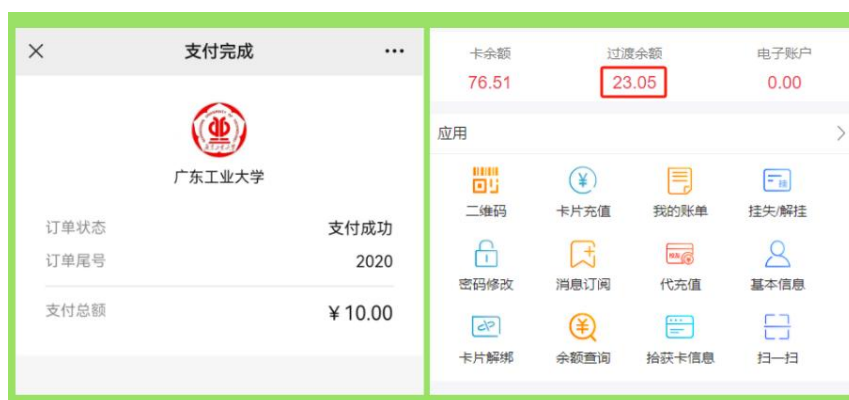 支付完成
广东工业大学
订单状态 支付成功
订单尾号 2020
支付总额 ¥10.00
卡余额 过渡余额 电子账户
76.51 23.05 0.00
应用
二维码 卡片充值 我的账单 挂失/解挂
密码修改 消息订阅 代充值 基本信息
卡片解绑 余额查询 拾获卡信息 扫一扫